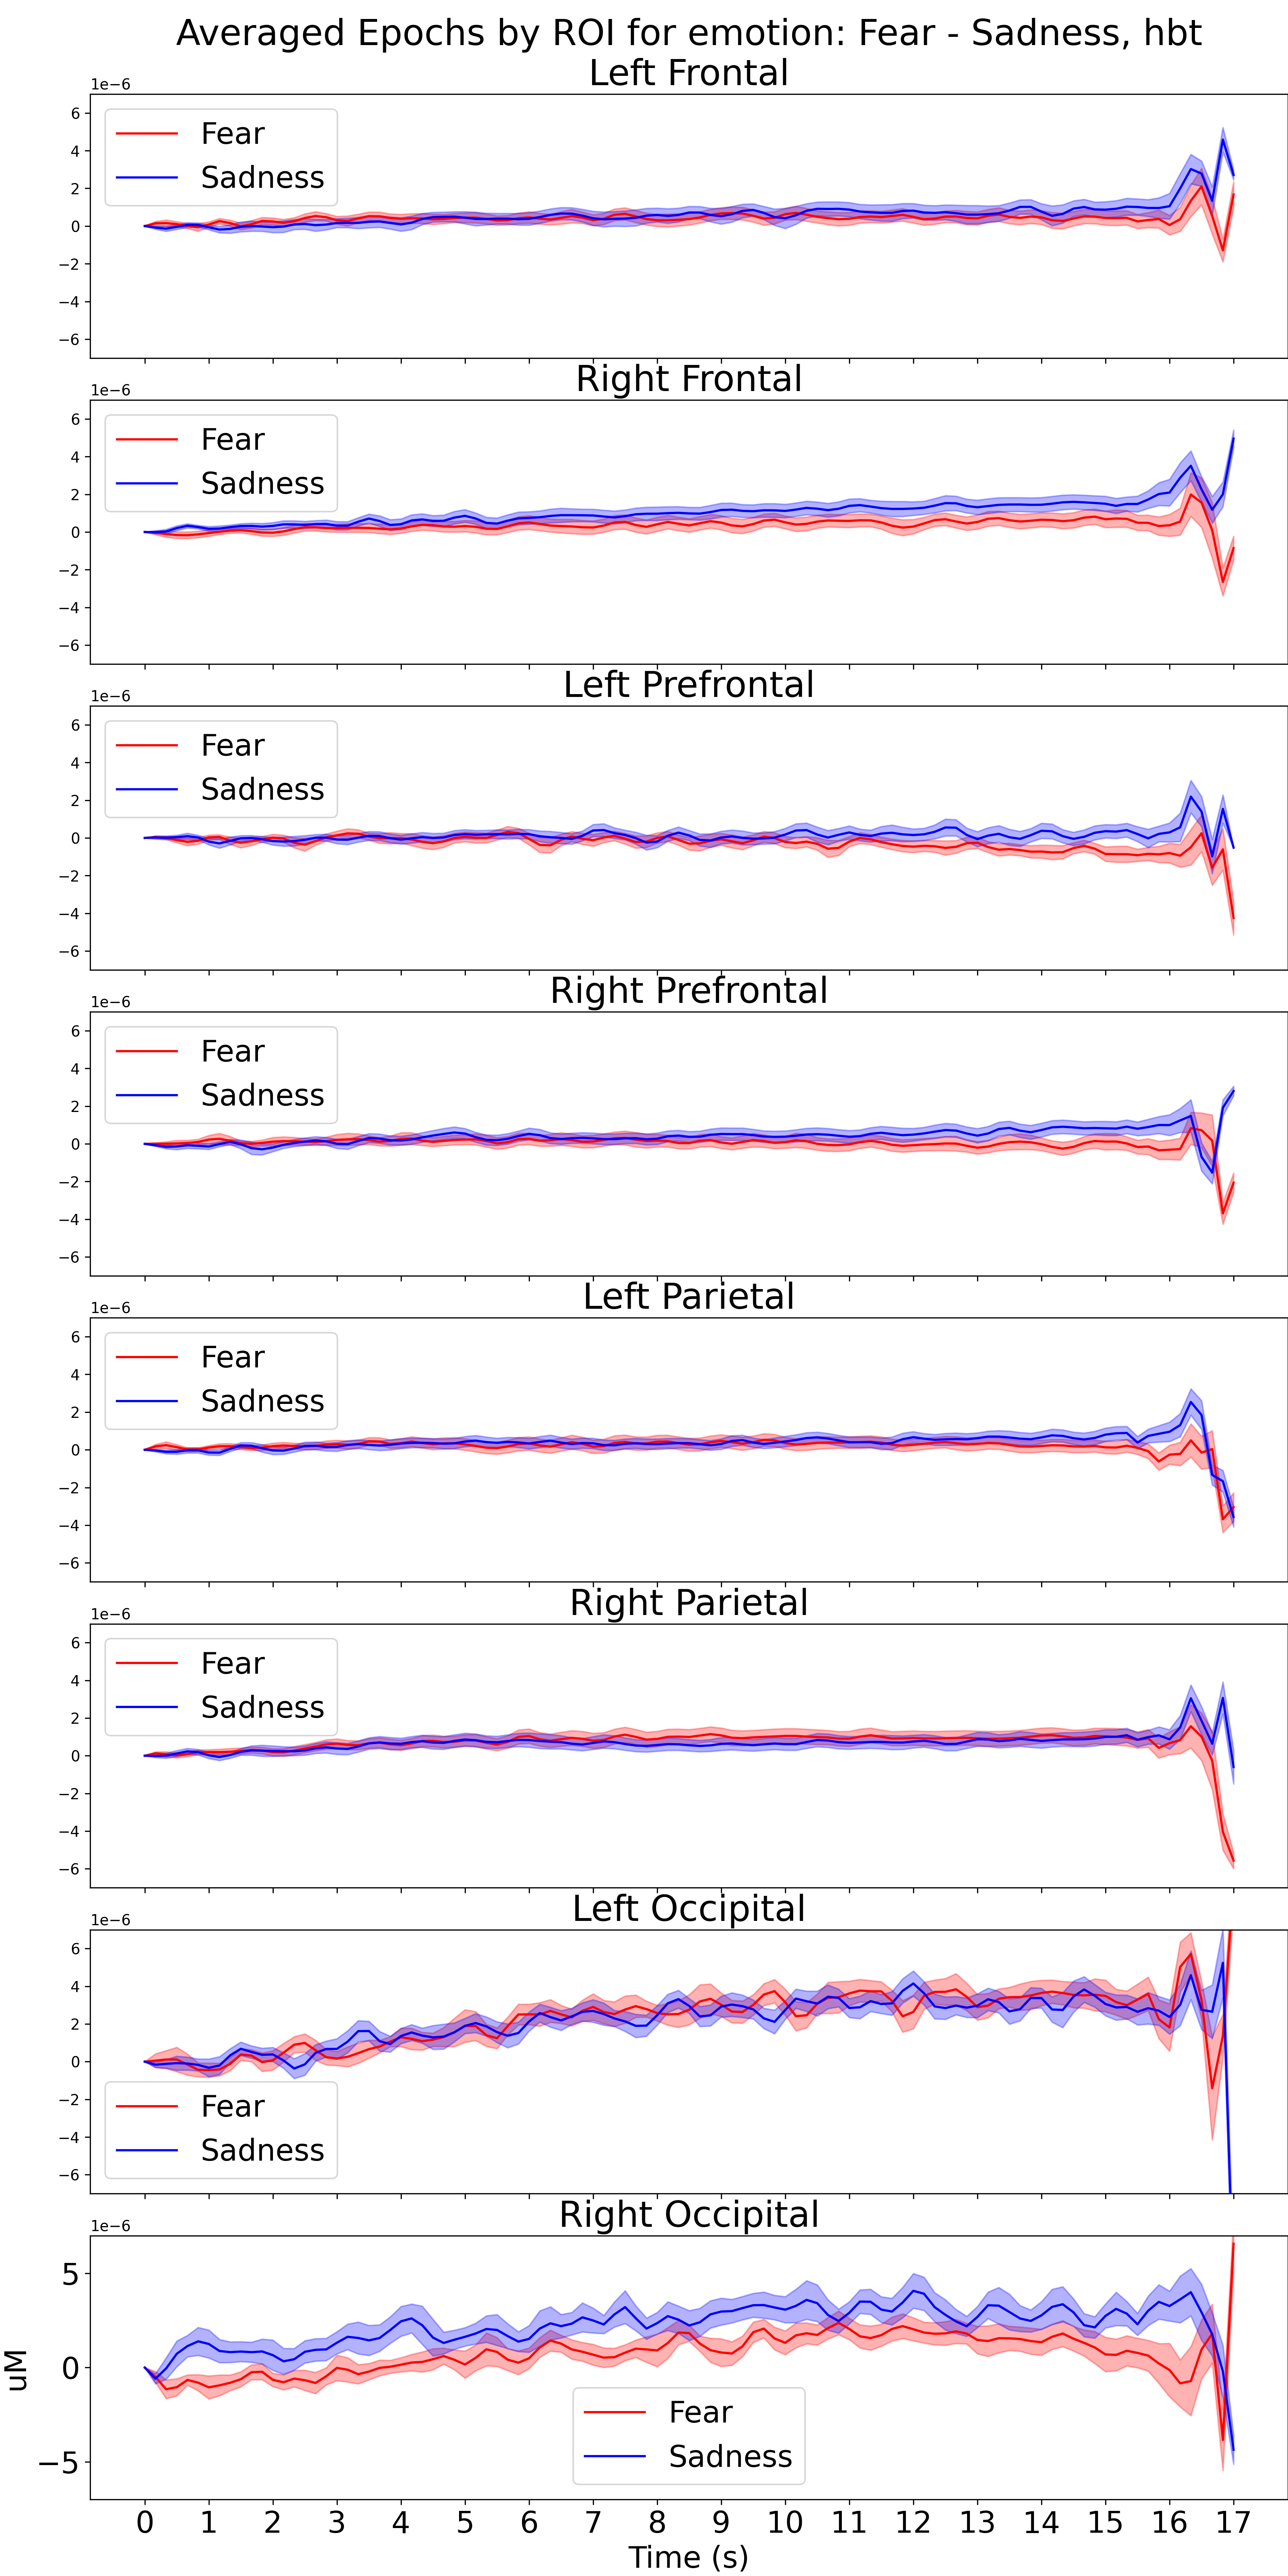 Averaged Epochs by ROI for emotion: Fear - Sadness, hbt
Left Frontal
1e−6
6
4
2
0
−2
−4
−6
Fear
Sadness
Right Frontal
1e−6
6
4
2
0
−2
−4
−6
Fear
Sadness
Left Prefrontal
1e−6
6
4
2
0
−2
−4
−6
Fear
Sadness
Right Prefrontal
1e−6
6
4
2
0
−2
−4
−6
Fear
Sadness
Left Parietal
1e−6
6
4
2
0
−2
−4
−6
Fear
Sadness
Right Parietal
1e−6
6
4
2
0
−2
−4
−6
Fear
Sadness
Left Occipital
1e−6
6
4
2
0
−2
−4
−6
Fear
Sadness
Right Occipital
1e−6
5
0
−5
uM
Fear
Sadness
0 1 2 3 4 5 6 7 8 9 10 11 12 13 14 15 16 17
Time (s)